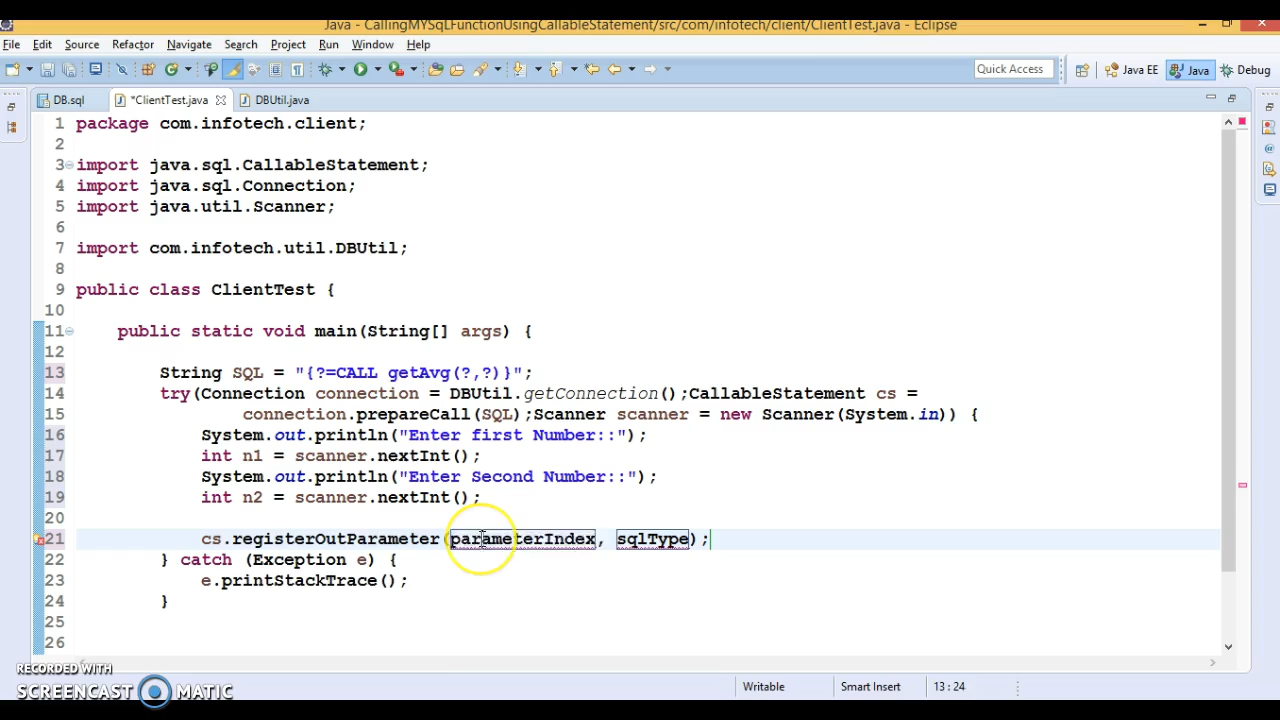 Java - CallingMYSqLFunctionUsingCallableStatement/src/com/infotech/client/ClientTest.java - Eclipse
File Edit Source Refactor Navigate Search Project Run Window Help
Quick Access Java EE Java Debug
DB.sql *ClientTest.java DBUtil.java
1 package com.infotech.client;
2
3 import java.sql.CallableStatement;
4 import java.sql.Connection;
5 import java.util.Scanner;
6
7 import com.infotech.util.DBUtil;
8
9 public class ClientTest {
10
11 public static void main(String[] args) {
12
13 String SQL = "{?=CALL getAvg(?,?)}";
14 try(Connection connection = DBUtil.getConnection();CallableStatement cs =
15 connection.prepareCall(SQL);Scanner scanner = new Scanner(System.in)) {
16 System.out.println("Enter first Number::");
17 int n1 = scanner.nextInt();
18 System.out.println("Enter Second Number::");
19 int n2 = scanner.nextInt();
20
21 cs.registerOutParameter(parameterIndex, sqlType);
22 } catch (Exception e) {
23 e.printStackTrace();
24 }
25
26
RECORDED WITH
SCREENCAST MATIC
Writable Smart Insert 13 : 24